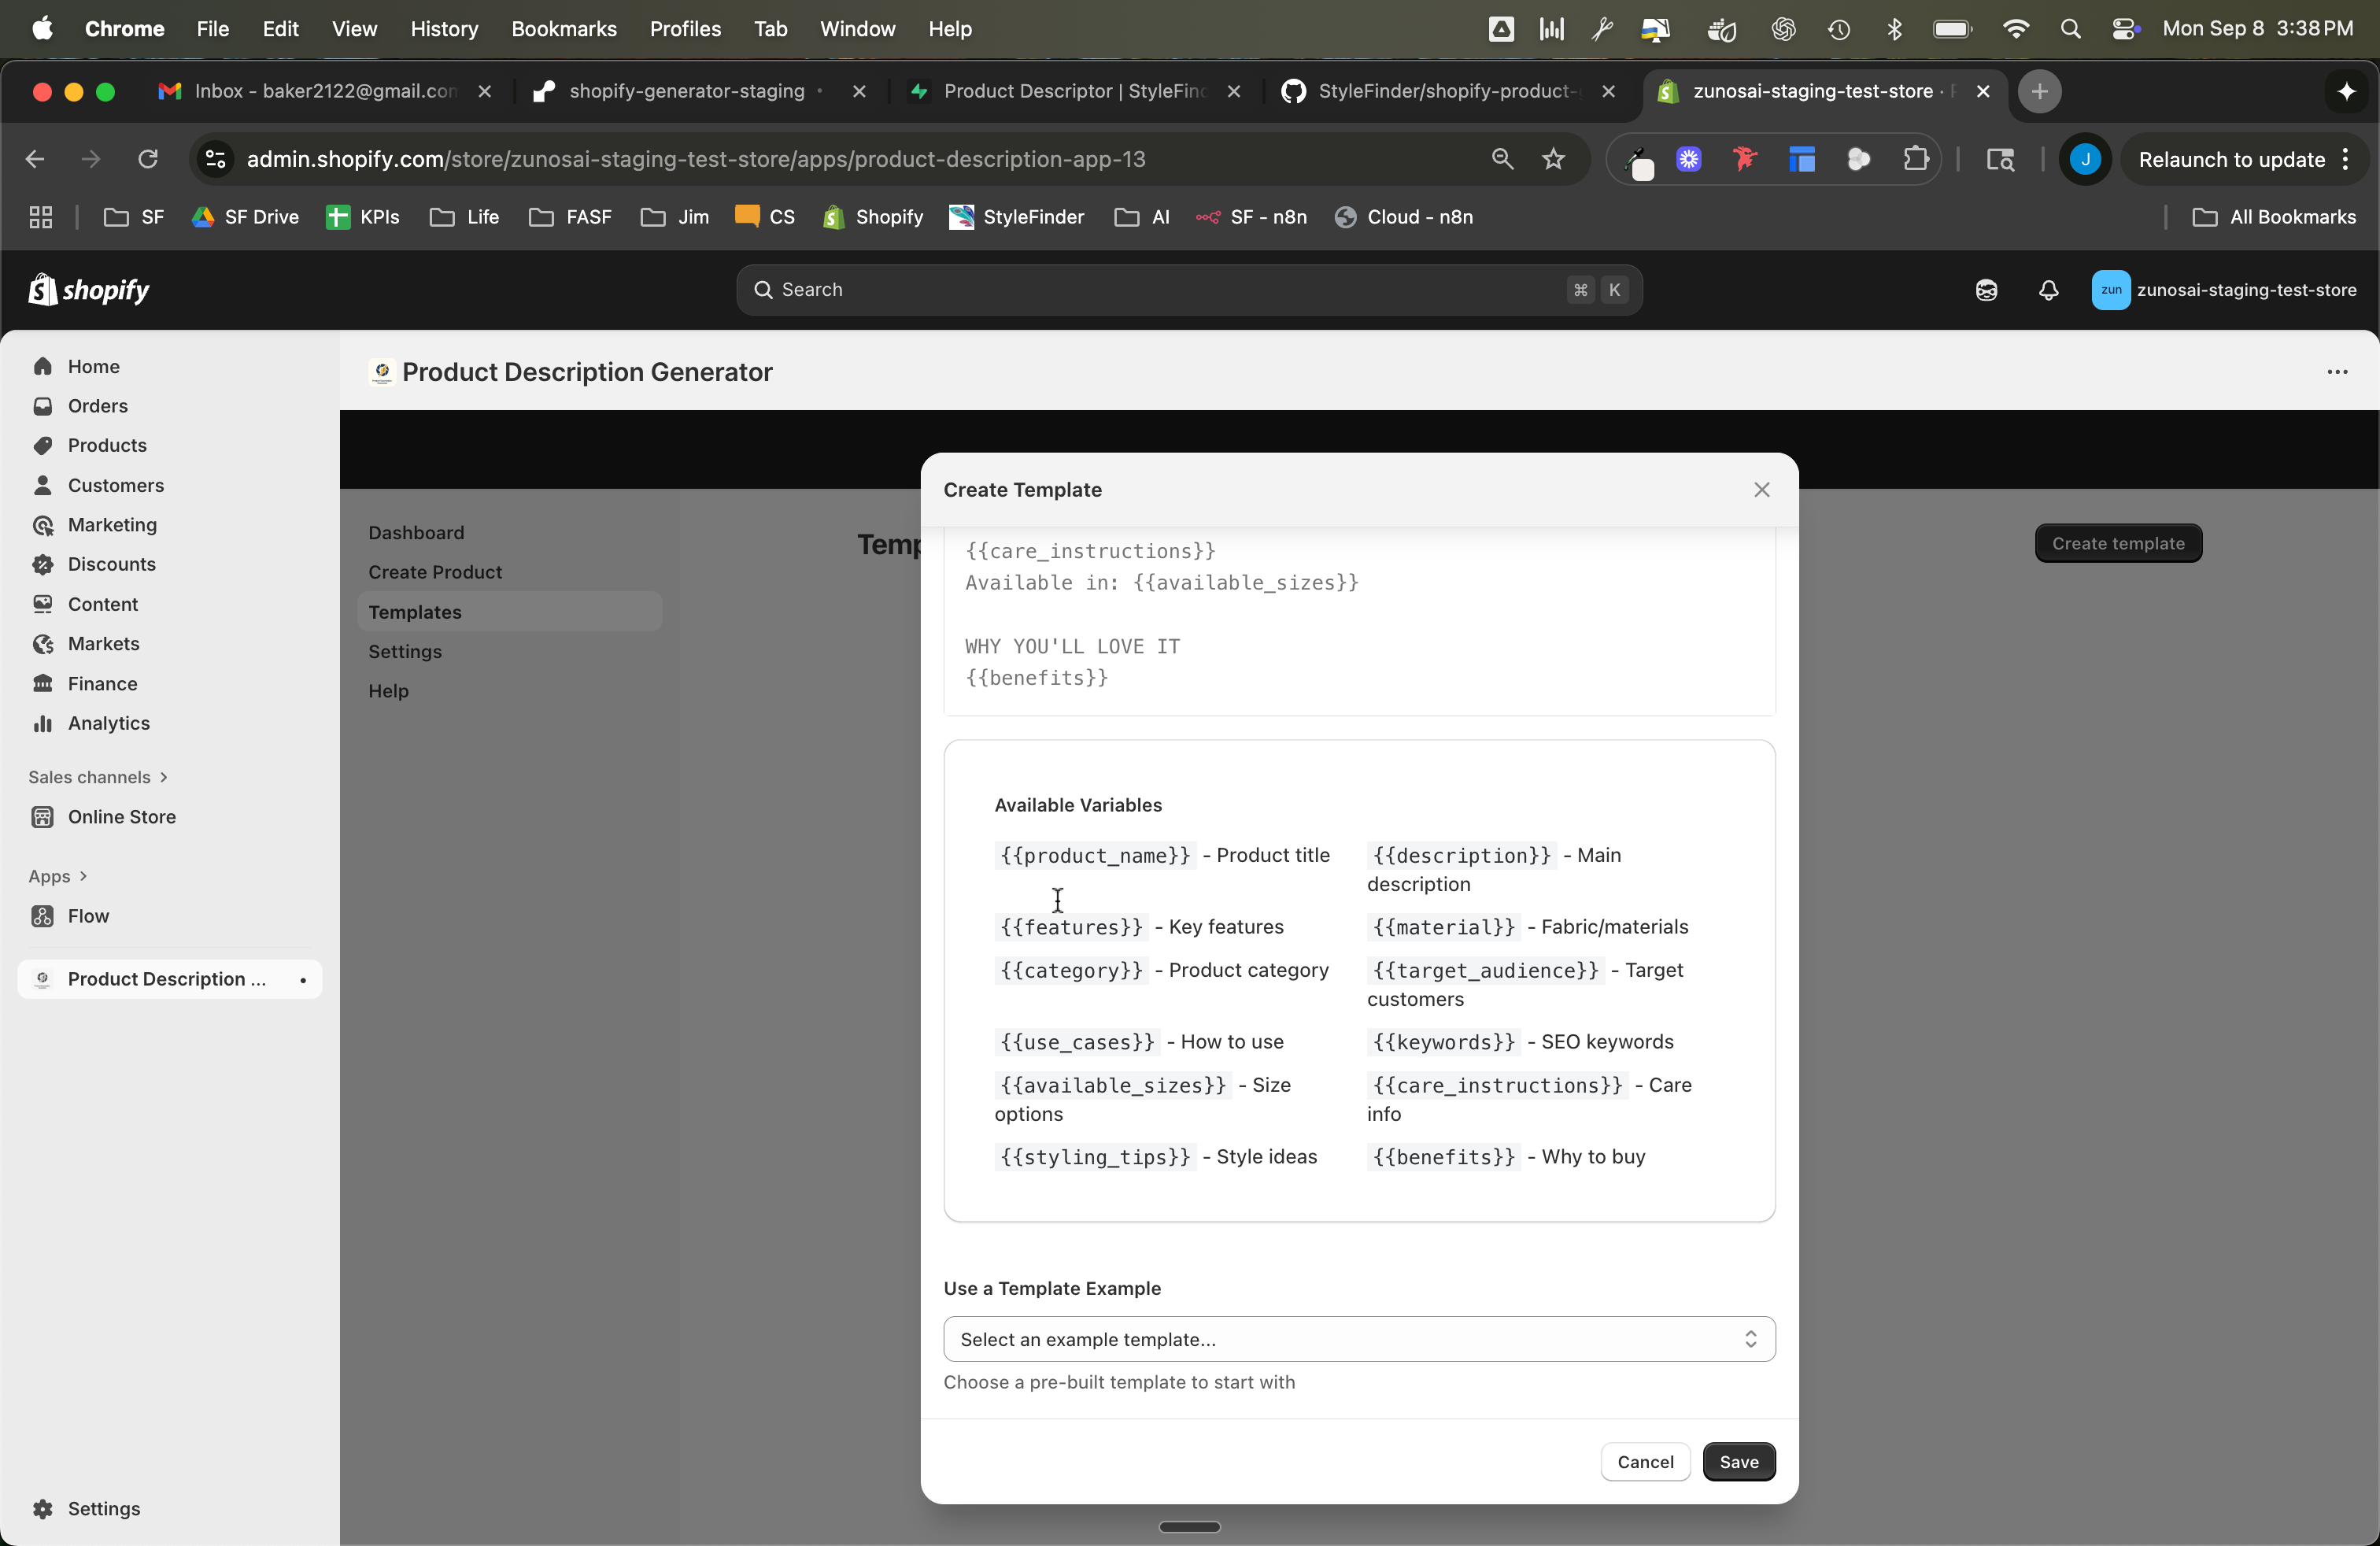 Chrome File Edit View History Bookmarks Profiles Tab Window Help Mon Sep 8 3:38 PM
Inbox - baker2122@gmail.com shopify-generator-staging Product Descriptor | StyleFin StyleFinder/shopify-product- zunosai-staging-test-store
admin.shopify.com/store/zunosai-staging-test-store/apps/product-description-app-13 J Relaunch to update
SF SF Drive KPIs Life FASF Jim CS Shopify StyleFinder AI SF - n8n Cloud - n8n All Bookmarks
shopify Search ⌘ K zun zunosai-staging-test-store
Home
Orders
Products
Customers
Marketing
Discounts
Content
Markets
Finance
Analytics
Sales channels
Online Store
Apps
Flow
Product Description ...
Settings
Product Description Generator
Dashboard
Create Product
Templates
Settings
Help
Temp
Create template
Create Template
{{care_instructions}}
Available in: {{available_sizes}}
WHY YOU'LL LOVE IT
{{benefits}}
Available Variables
{{product_name}} - Product title
{{description}} - Main
description
{{features}} - Key features
{{material}} - Fabric/materials
{{category}} - Product category
{{target_audience}} - Target
customers
{{use_cases}} - How to use
{{keywords}} - SEO keywords
{{available_sizes}} - Size
options
{{care_instructions}} - Care
info
{{styling_tips}} - Style ideas
{{benefits}} - Why to buy
Use a Template Example
Select an example template...
Choose a pre-built template to start with
Cancel Save